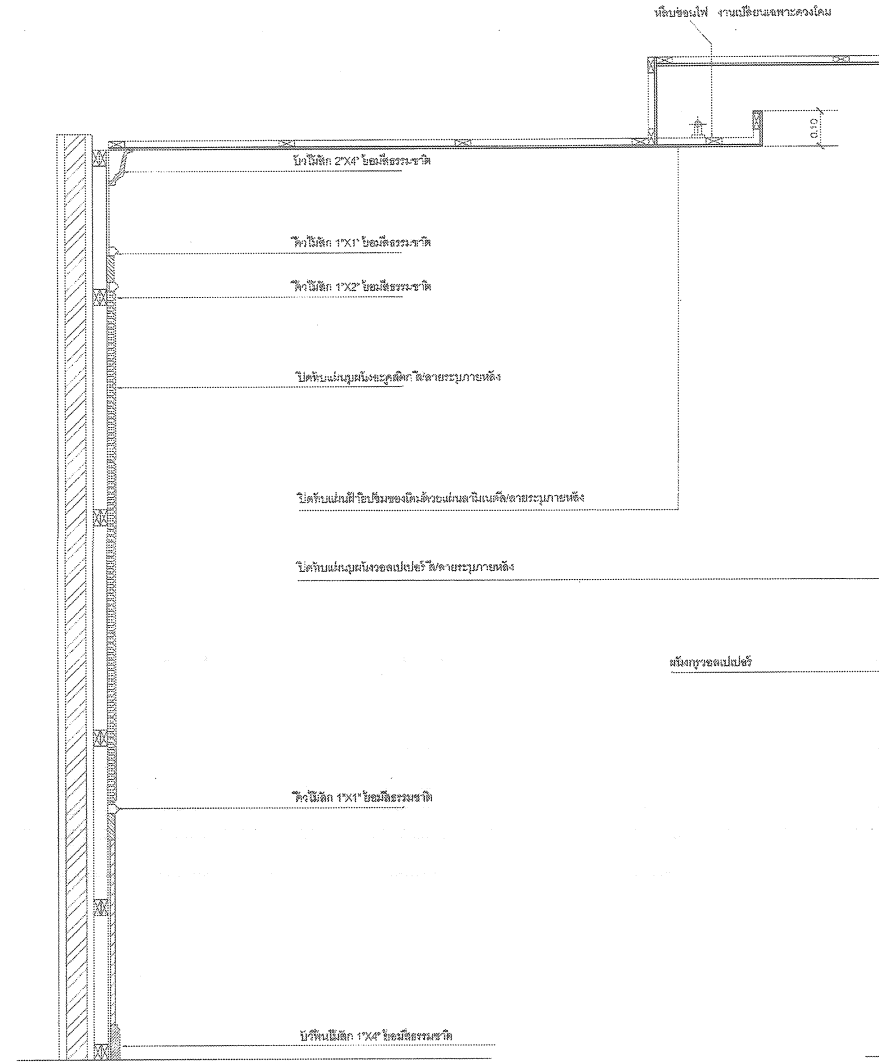 หลืบซ่อนไฟ งานเปลี่ยนเฉพาะดวงโคม
0.10
บัวไม้สัก 2"X4" ย้อมสีธรรมชาติ
คิ้วไม้สัก 1"X1" ย้อมสีธรรมชาติ
คิ้วไม้สัก 1"X2" ย้อมสีธรรมชาติ
ปิดทับแผ่นบุผนังอะคูสติก สี/ลายระบุภายหลัง
ปิดทับแผ่นฝ้ายิปซั่มของเดิมด้วยแผ่นลามิเนตสี/ลายระบุภายหลัง
ปิดทับแผ่นบุผนังวอลเปเปอร์ สี/ลายระบุภายหลัง
ผนังกรุวอลเปเปอร์
คิ้วไม้สัก 1"X1" ย้อมสีธรรมชาติ
บัวพื้นไม้สัก 1"X4" ย้อมสีธรรมชาติ